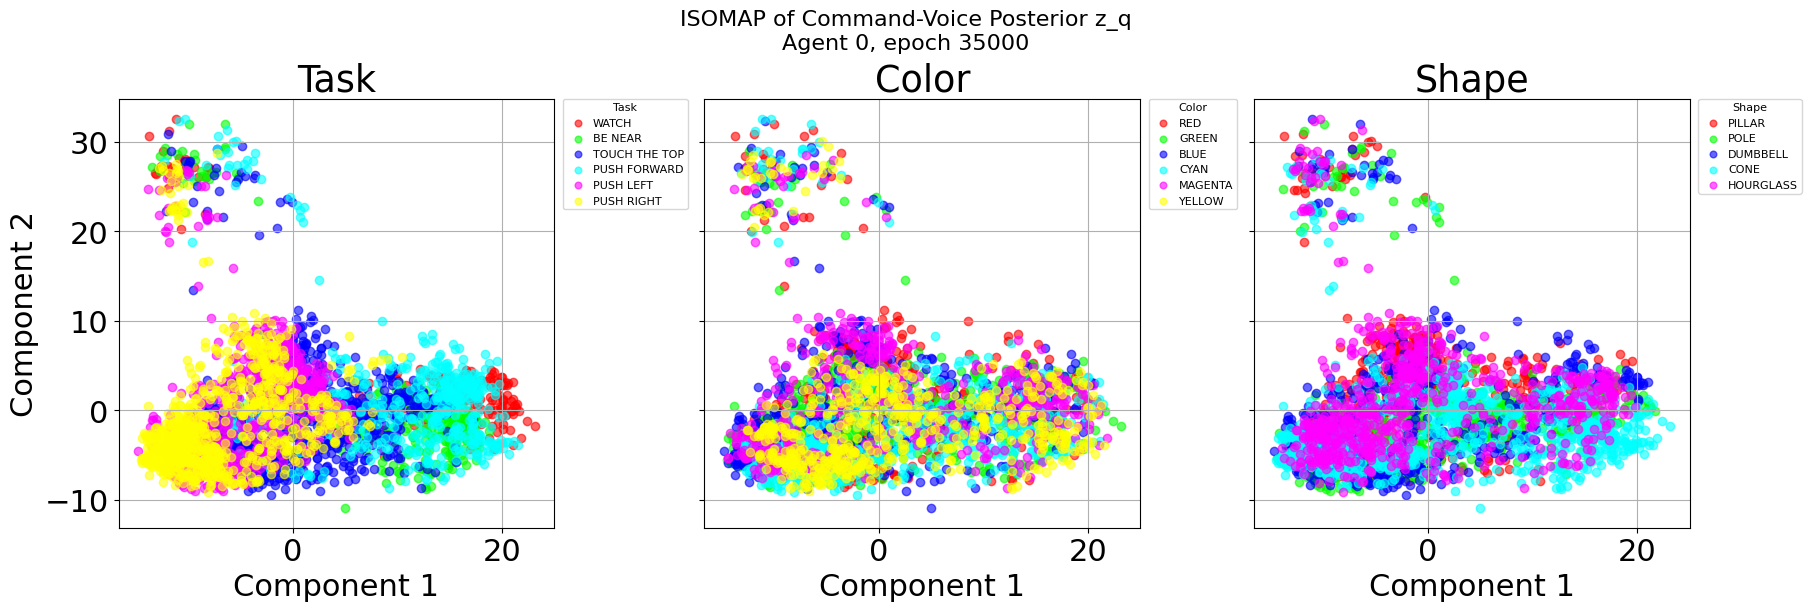 ISOMAP of Command-Voice Posterior z_q
Agent 0, epoch 35000
Task
Color
Shape
Task
WATCH
BE NEAR
TOUCH THE TOP
PUSH FORWARD
PUSH LEFT
PUSH RIGHT
Color
RED
GREEN
BLUE
CYAN
MAGENTA
YELLOW
Shape
PILLAR
POLE
DUMBBELL
CONE
HOURGLASS
Component 2
30
20
10
0
−10
0
20
0
20
0
20
Component 1
Component 1
Component 1